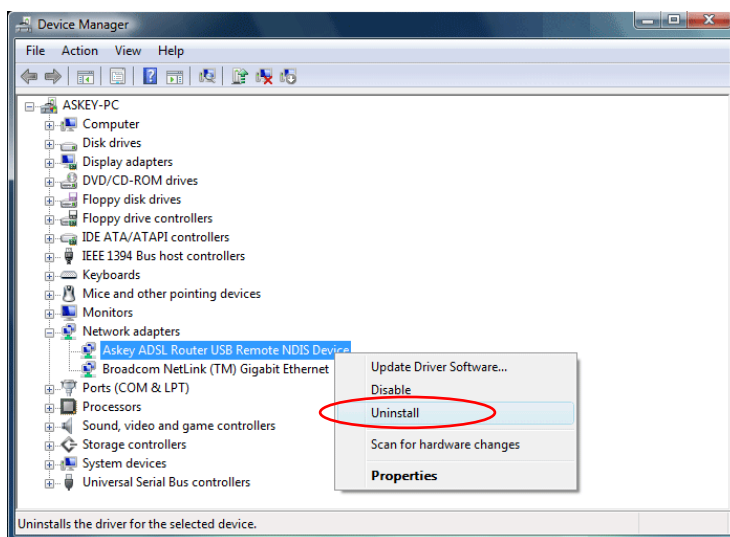 Device Manager
File Action View Help
ASKEY-PC
Computer
Disk drives
Display adapters
DVD/CD-ROM drives
Floppy disk drives
Floppy drive controllers
IDE ATA/ATAPI controllers
IEEE 1394 Bus host controllers
Keyboards
Mice and other pointing devices
Monitors
Network adapters
Askey ADSL Router USB Remote NDIS Device
Broadcom NetLink (TM) Gigabit Ethernet
Ports (COM & LPT)
Processors
Sound, video and game controllers
Storage controllers
System devices
Universal Serial Bus controllers
Update Driver Software...
Disable
Uninstall
Scan for hardware changes
Properties
Uninstalls the driver for the selected device.